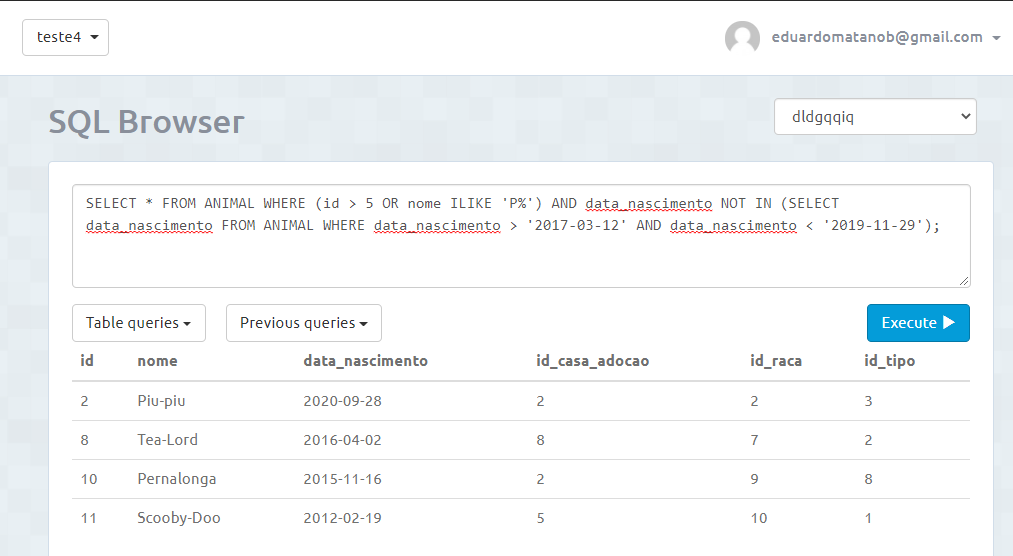 teste4
eduardomatanob@gmail.com
SQL Browser
dldgqqiq
SELECT * FROM ANIMAL WHERE (id > 5 OR nome ILIKE 'P%') AND data_nascimento NOT IN (SELECT
data_nascimento FROM ANIMAL WHERE data_nascimento > '2017-03-12' AND data_nascimento < '2019-11-29');
Table queries Previous queries Execute
id nome data_nascimento id_casa_adocao id_raca id_tipo
2 Piu-piu 2020-09-28 2 2 3
8 Tea-Lord 2016-04-02 8 7 2
10 Pernalonga 2015-11-16 2 9 8
11 Scooby-Doo 2012-02-19 5 10 1